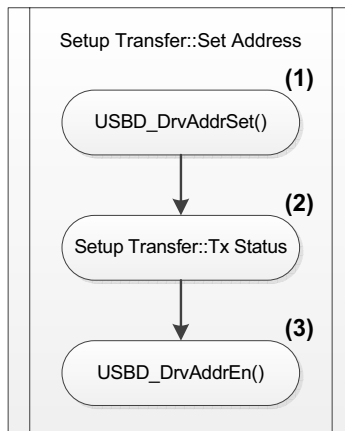 Setup Transfer::Set Address
(1)
USBD_DrvAddrSet()
(2)
Setup Transfer::Tx Status
(3)
USBD_DrvAddrEn()